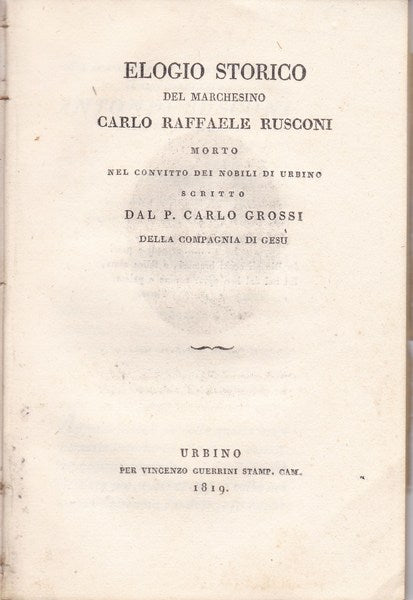 ELOGIO STORICO
DEL MARCHESINO
CARLO RAFFAELE RUSCONI
MORTO
NEL CONVITTO DEI NOBILI DI URBINO
SCRITTO
DAL P. CARLO GROSSI
DELLA COMPAGNIA DI GESÙ
URBINO
PER VINCENZO GUERRINI STAMP. CAM.
1819.